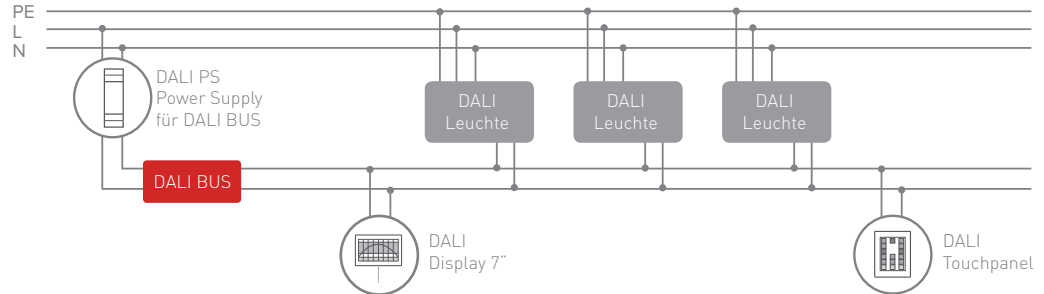 PE
L
N
DALI PS
Power Supply
für DALI BUS
DALI
Leuchte
DALI
Leuchte
DALI
Leuchte
DALI BUS
DALI
Display 7“
DALI
Touchpanel